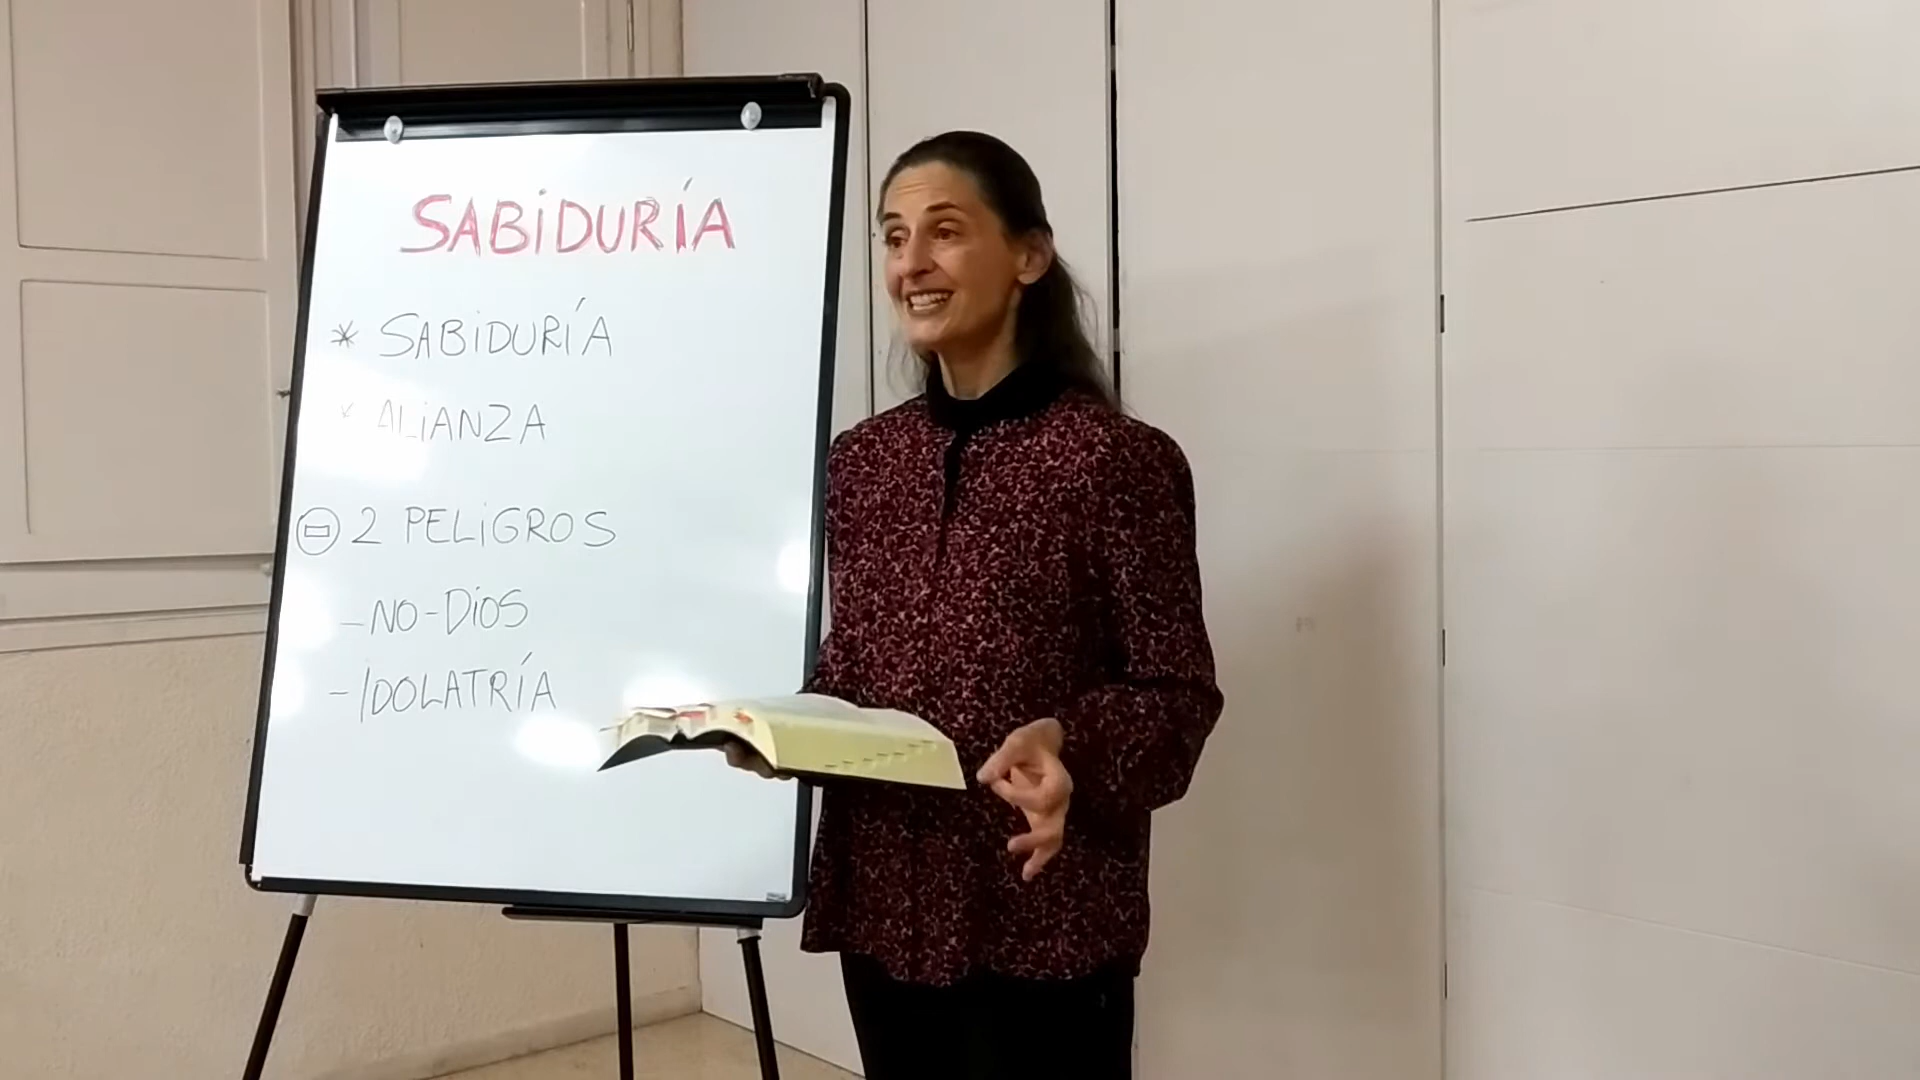 SABIDURÍA
* SABIDURÍA
* ALIANZA
⊖ 2 PELIGROS
- NO-DIOS
- IDOLATRÍA